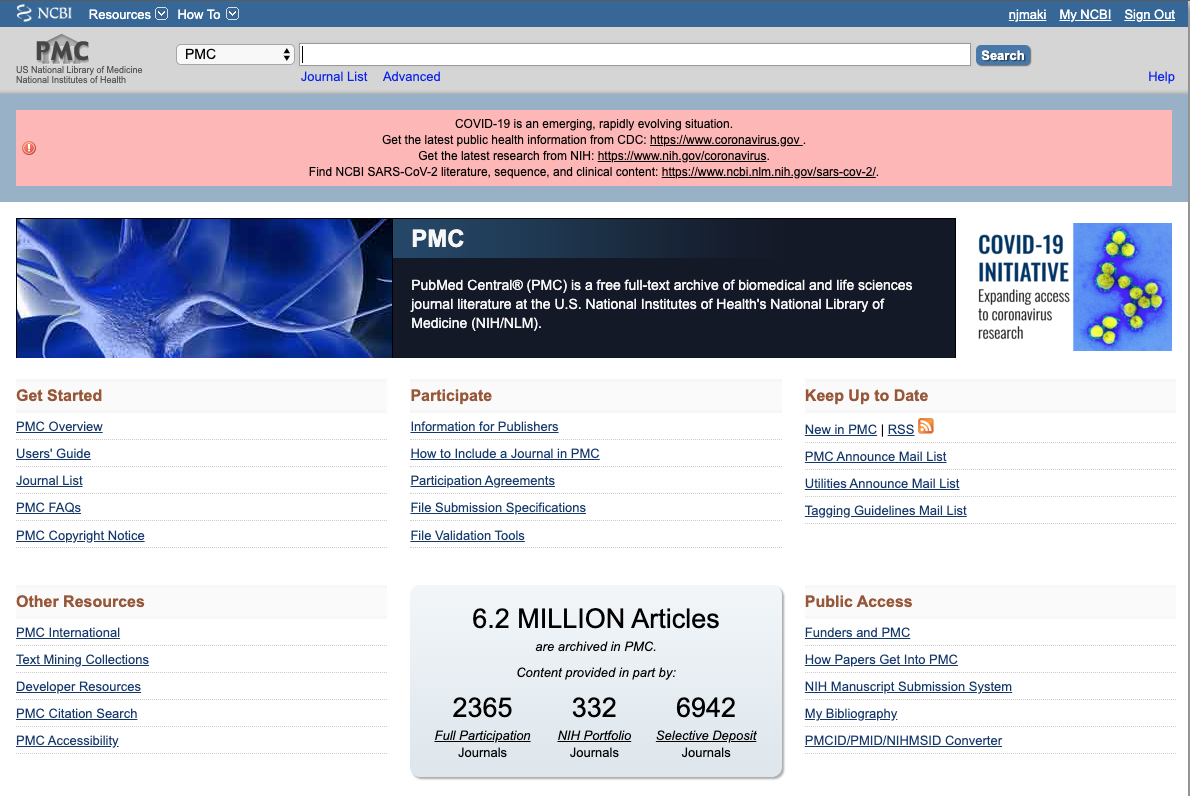 NCBI Resources How To njmaki My NCBI Sign Out
PMC
US National Library of Medicine
National Institutes of Health
PMC Search
Journal List Advanced Help
COVID-19 is an emerging, rapidly evolving situation.
Get the latest public health information from CDC: https://www.coronavirus.gov .
Get the latest research from NIH: https://www.nih.gov/coronavirus.
Find NCBI SARS-CoV-2 literature, sequence, and clinical content: https://www.ncbi.nlm.nih.gov/sars-cov-2/.
PMC
PubMed Central® (PMC) is a free full-text archive of biomedical and life sciences
journal literature at the U.S. National Institutes of Health's National Library of
Medicine (NIH/NLM).
COVID-19
INITIATIVE
Expanding access
to coronavirus
research
Get Started
PMC Overview
Users' Guide
Journal List
PMC FAQs
PMC Copyright Notice
Participate
Information for Publishers
How to Include a Journal in PMC
Participation Agreements
File Submission Specifications
File Validation Tools
Keep Up to Date
New in PMC | RSS
PMC Announce Mail List
Utilities Announce Mail List
Tagging Guidelines Mail List
Other Resources
PMC International
Text Mining Collections
Developer Resources
PMC Citation Search
PMC Accessibility
6.2 MILLION Articles
are archived in PMC.
Content provided in part by:
2365 332 6942
Full Participation NIH Portfolio Selective Deposit
Journals Journals Journals
Public Access
Funders and PMC
How Papers Get Into PMC
NIH Manuscript Submission System
My Bibliography
PMCID/PMID/NIHMSID Converter